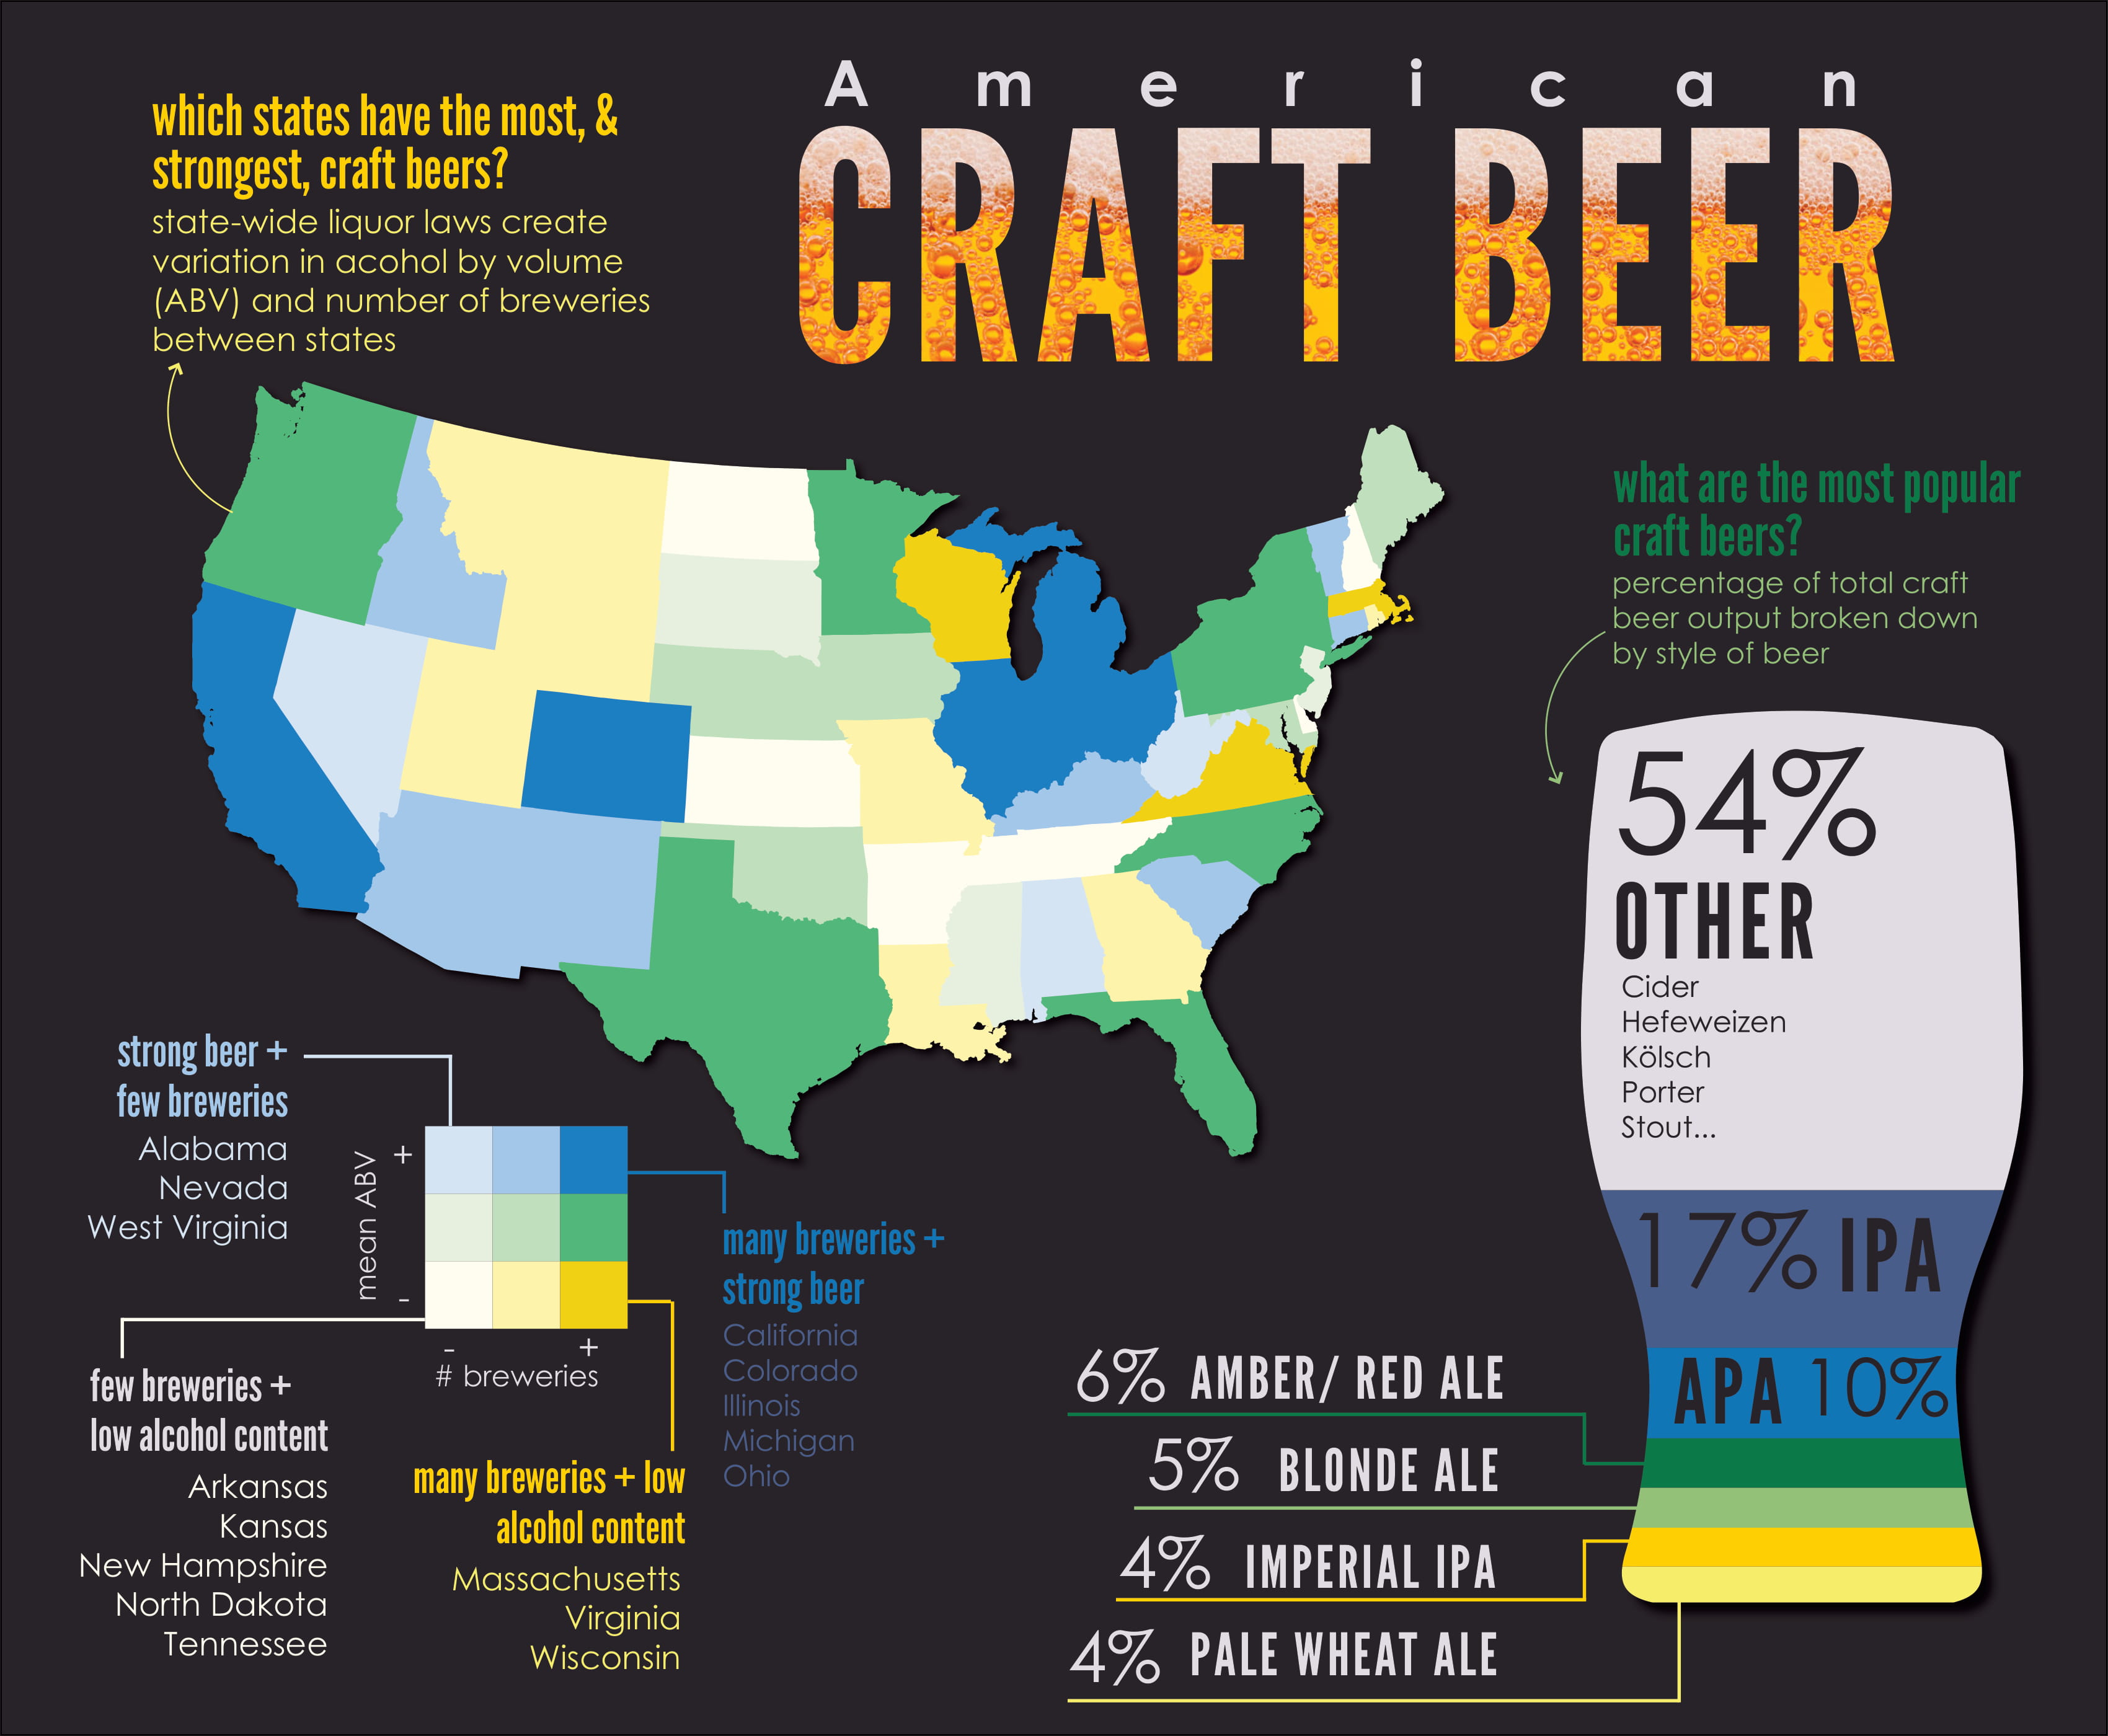 American
CRAFT BEER
which states have the most, &
strongest, craft beers?
state-wide liquor laws create
variation in acohol by volume
(ABV) and number of breweries
between states
what are the most popular
craft beers?
percentage of total craft
beer output broken down
by style of beer
54%
OTHER
Cider
Hefeweizen
Kölsch
Porter
Stout...
17% IPA
APA 10%
6% AMBER/ RED ALE
5% BLONDE ALE
4% IMPERIAL IPA
4% PALE WHEAT ALE
strong beer +
few breweries
Alabama
Nevada
West Virginia
mean ABV
+
-
-
+
# breweries
many breweries +
strong beer
California
Colorado
Illinois
Michigan
Ohio
few breweries +
low alcohol content
Arkansas
Kansas
New Hampshire
North Dakota
Tennessee
many breweries + low
alcohol content
Massachusetts
Virginia
Wisconsin